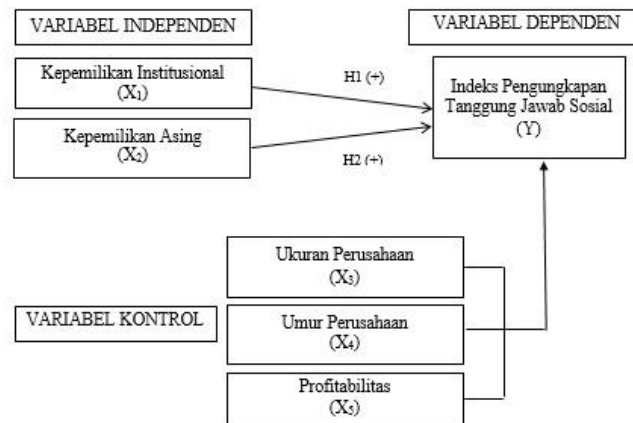 VARIABEL INDEPENDEN
VARIABEL DEPENDEN
Kepemilikan Institusional
(X₁)
H1 (+)
Indeks Pengungkapan
Tanggung Jawab Sosial
(Y)
Kepemilikan Asing
(X₂)
H2 (+)
Ukuran Perusahaan
(X₃)
VARIABEL KONTROL
Umur Perusahaan
(X₄)
Profitabilitas
(X₅)